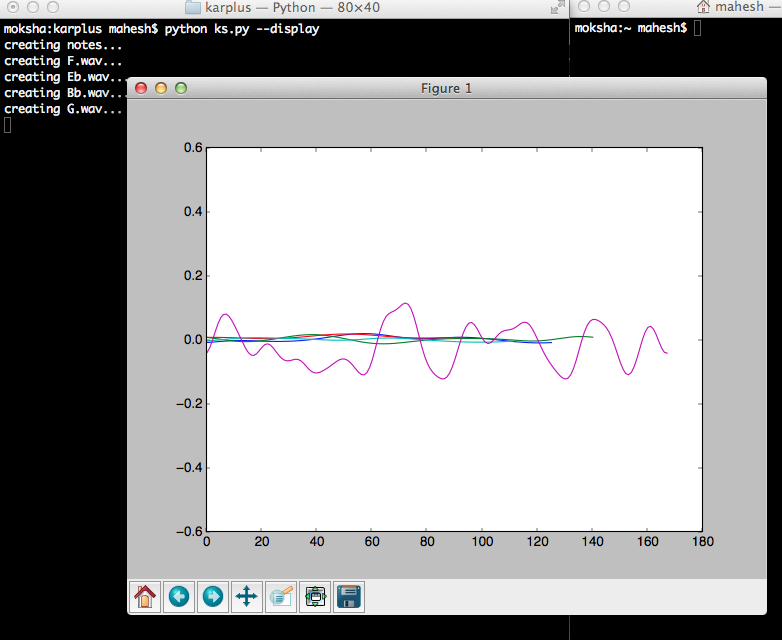 karplus — Python — 80×40
mahesh —
moksha:karplus mahesh$ python ks.py --display
creating notes...
creating F.wav...
creating Eb.wav...
creating Bb.wav...
creating G.wav...
moksha:~ mahesh$
Figure 1
0.6
0.4
0.2
0.0
−0.2
−0.4
−0.6
0 20 40 60 80 100 120 140 160 180